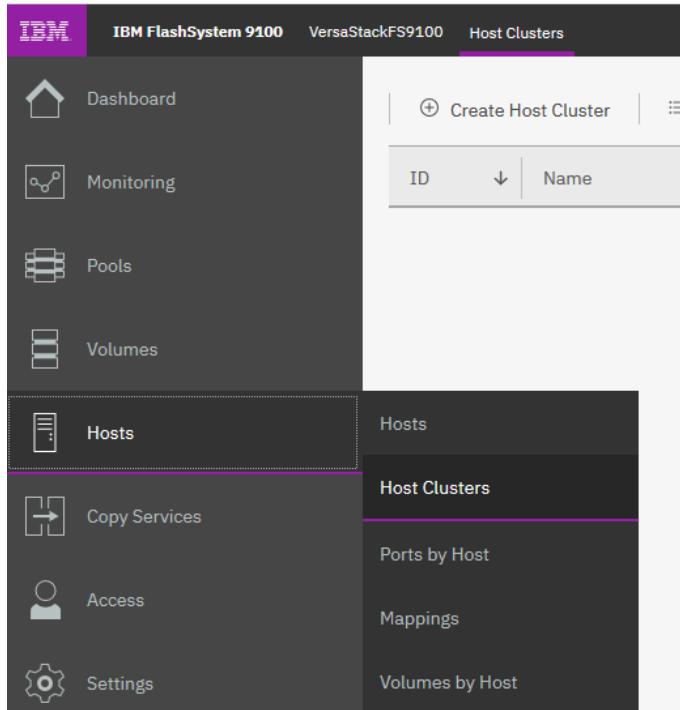 IBM IBM FlashSystem 9100 VersaStackFS9100 Host Clusters
Dashboard
Create Host Cluster
Monitoring
ID Name
Pools
Volumes
Hosts
Hosts
Host Clusters
Copy Services
Ports by Host
Access
Mappings
Settings
Volumes by Host